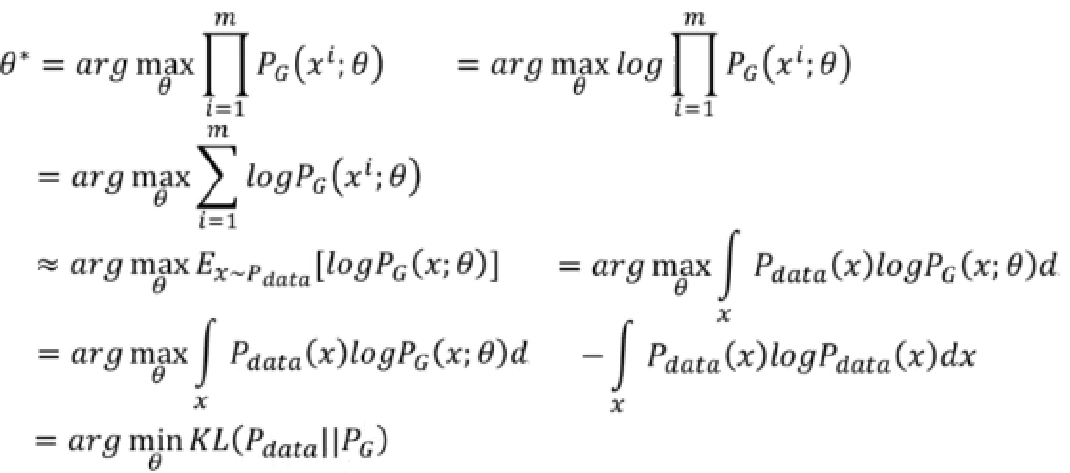 θ* = arg max_θ ∏_{i=1}^{m} P_G(x^i; θ) = arg max_θ log ∏_{i=1}^{m} P_G(x^i; θ)
= arg max_θ ∑_{i=1}^{m} logP_G(x^i; θ)
≈ arg max_θ E_{x~P_data}[logP_G(x; θ)] = arg max_θ ∫_x P_data(x)logP_G(x; θ)d
= arg max_θ ∫_x P_data(x)logP_G(x; θ)d − ∫_x P_data(x)logP_data(x)dx
= arg min_θ KL(P_data||P_G)